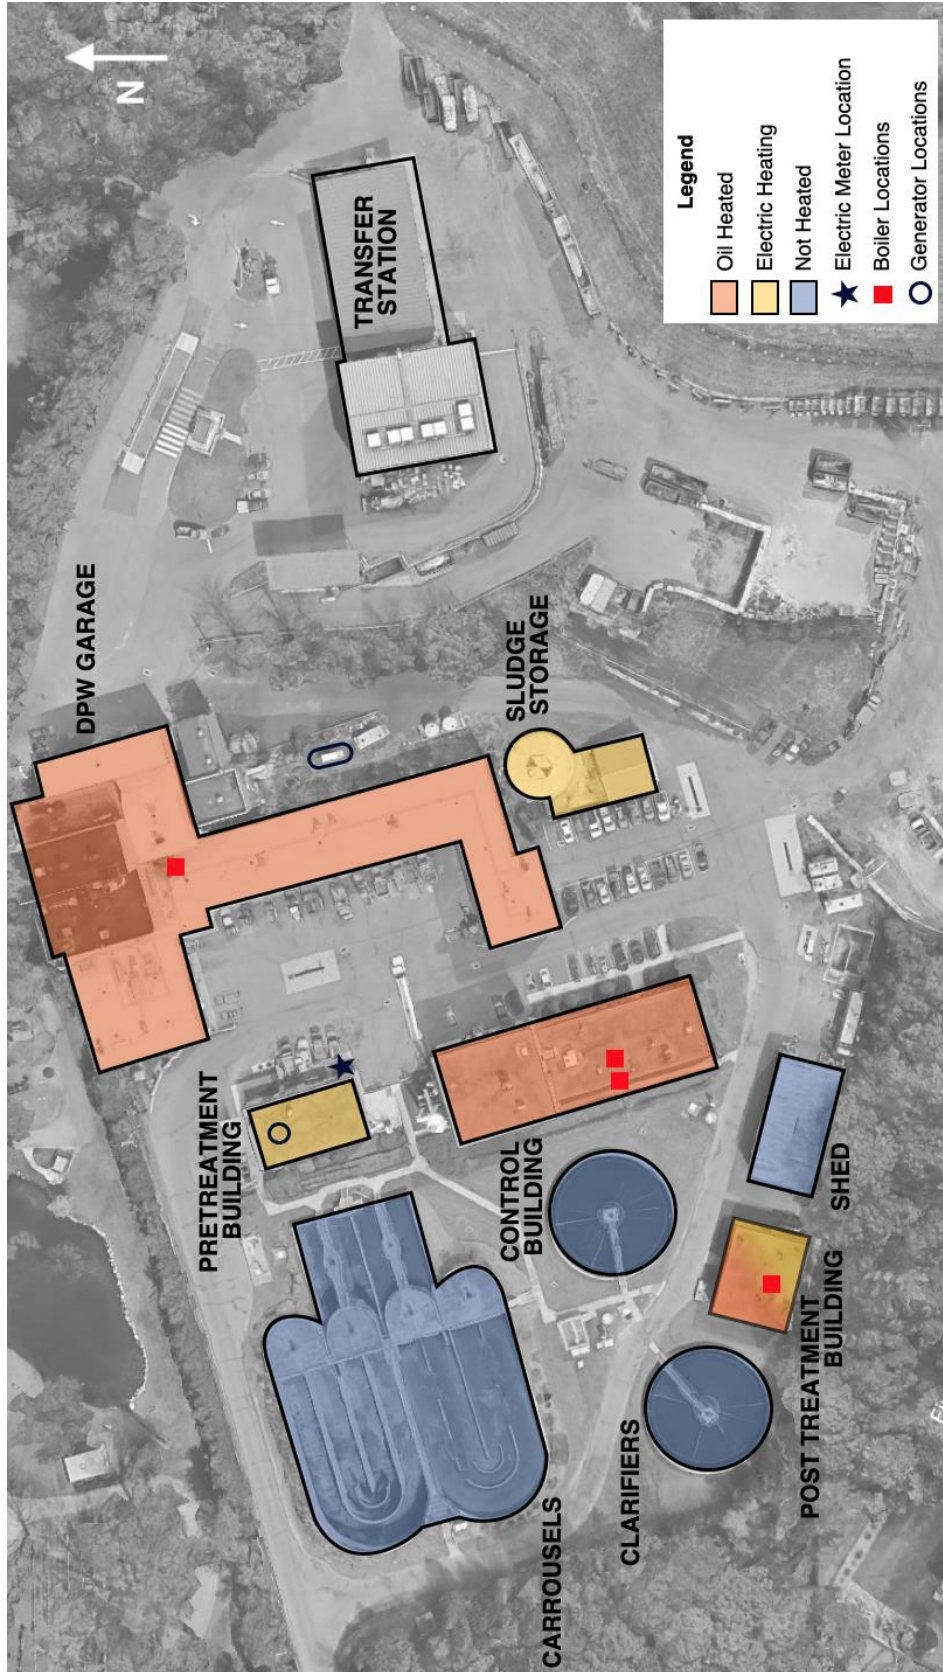 N
DPW GARAGE
TRANSFER
STATION
PRETREATMENT
BUILDING
SLUDGE
STORAGE
CONTROL
BUILDING
CARROUSELS
CLARIFIERS
POST TREATMENT
BUILDING
SHED
Legend
Oil Heated
Electric Heating
Not Heated
Electric Meter Location
Boiler Locations
Generator Locations